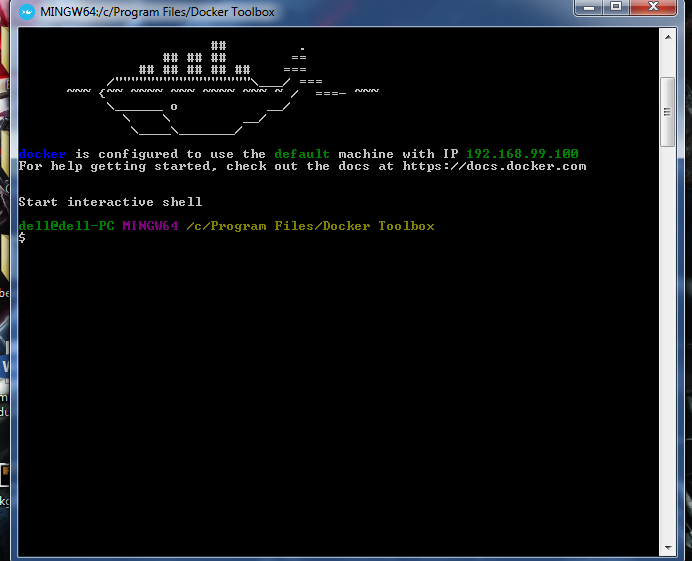 MINGW64:/c/Program Files/Docker Toolbox
                        ##            .
                  ## ## ##        ==
               ## ## ## ## ##    ===
           /"""""""""""""""""\___/ ===
      ~~~ {~~ ~~~~ ~~~ ~~~~ ~~~ ~ /  ===- ~~~
           \______ o           __/
             \    \         __/
              \____\_______/
docker is configured to use the default machine with IP 192.168.99.100
For help getting started, check out the docs at https://docs.docker.com
Start interactive shell
dell@dell-PC MINGW64 /c/Program Files/Docker Toolbox
$